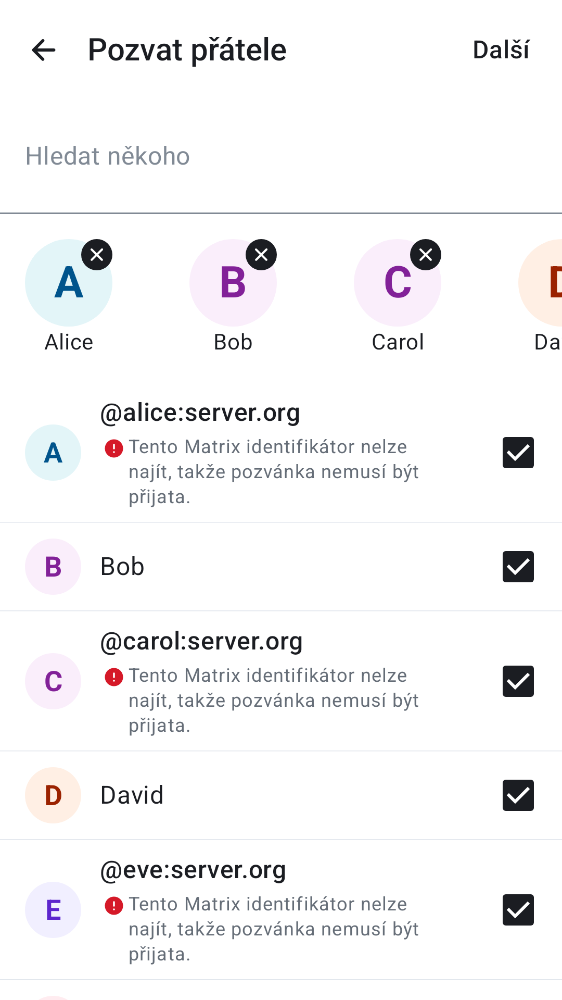 Pozvat přátele
Další
Hledat někoho
A
B
C
D
Alice
Bob
Carol
Da
@alice:server.org
A
Tento Matrix identifikátor nelze
najít, takže pozvánka nemusí být
přijata.
B
Bob
@carol:server.org
C
Tento Matrix identifikátor nelze
najít, takže pozvánka nemusí být
přijata.
D
David
@eve:server.org
E
Tento Matrix identifikátor nelze
najít, takže pozvánka nemusí být
přijata.